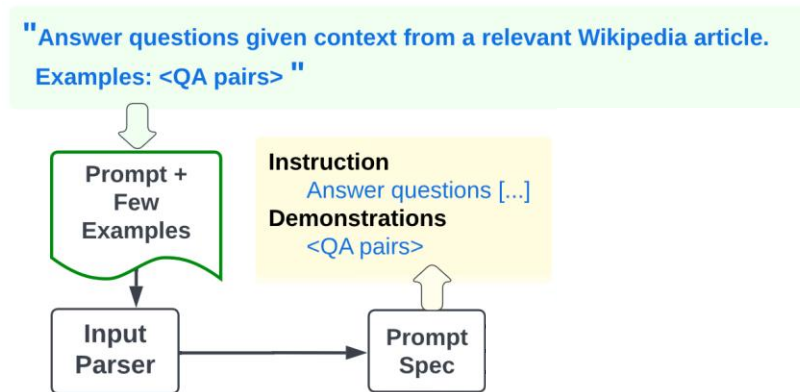 "Answer questions given context from a relevant Wikipedia article.
Examples: <QA pairs> "
Prompt +
Few
Examples
Instruction
Answer questions [...]
Demonstrations
<QA pairs>
Input
Parser
Prompt
Spec